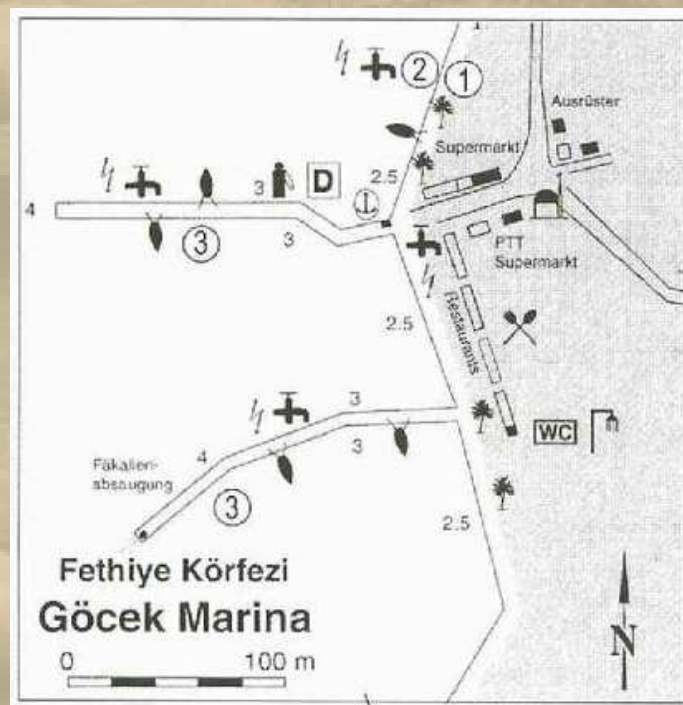 2
1
Ausrüster
Supermarkt
3
D
2.5
4
3
3
PTT
Supermarkt
2.5
Restaurants
3
3
4
WC
Fäkalien-
absaugung
3
2.5
Fethiye Körfezi
Göcek Marina
0 100 m
N